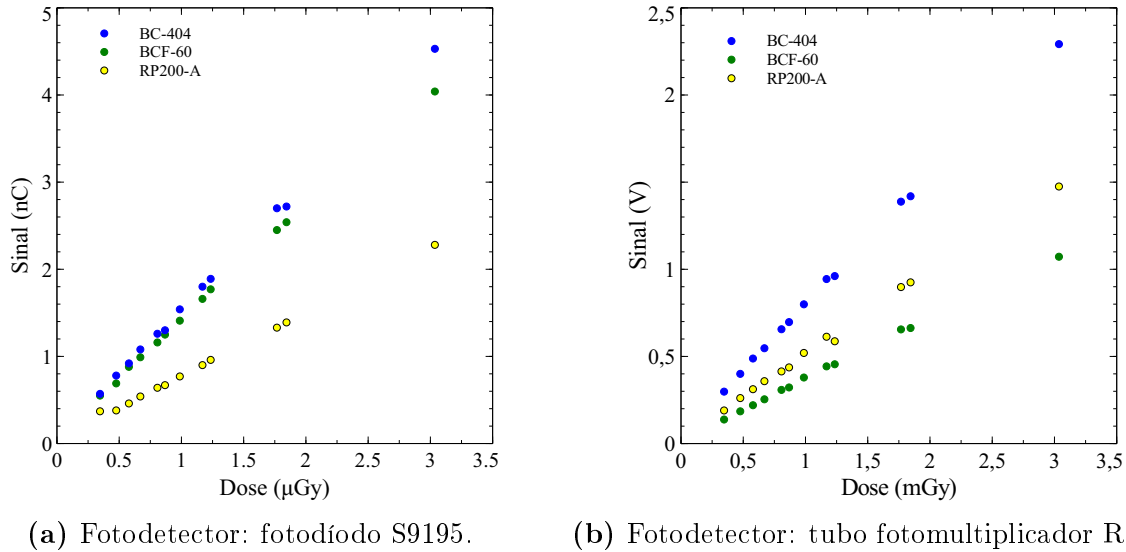 BC-404
BCF-60
RP200-A
5
4
3
2
1
0
Sinal (nC)
0 0.5 1 1.5 2 2.5 3 3.5
Dose (μGy)
(a) Fotodetector: fotodíodo S9195.
BC-404
BCF-60
RP200-A
2,5
2
1
0,5
0
Sinal (V)
0 0,5 1 1,5 2 2,5 3 3,5
Dose (mGy)
(b) Fotodetector: tubo fotomultiplicador R